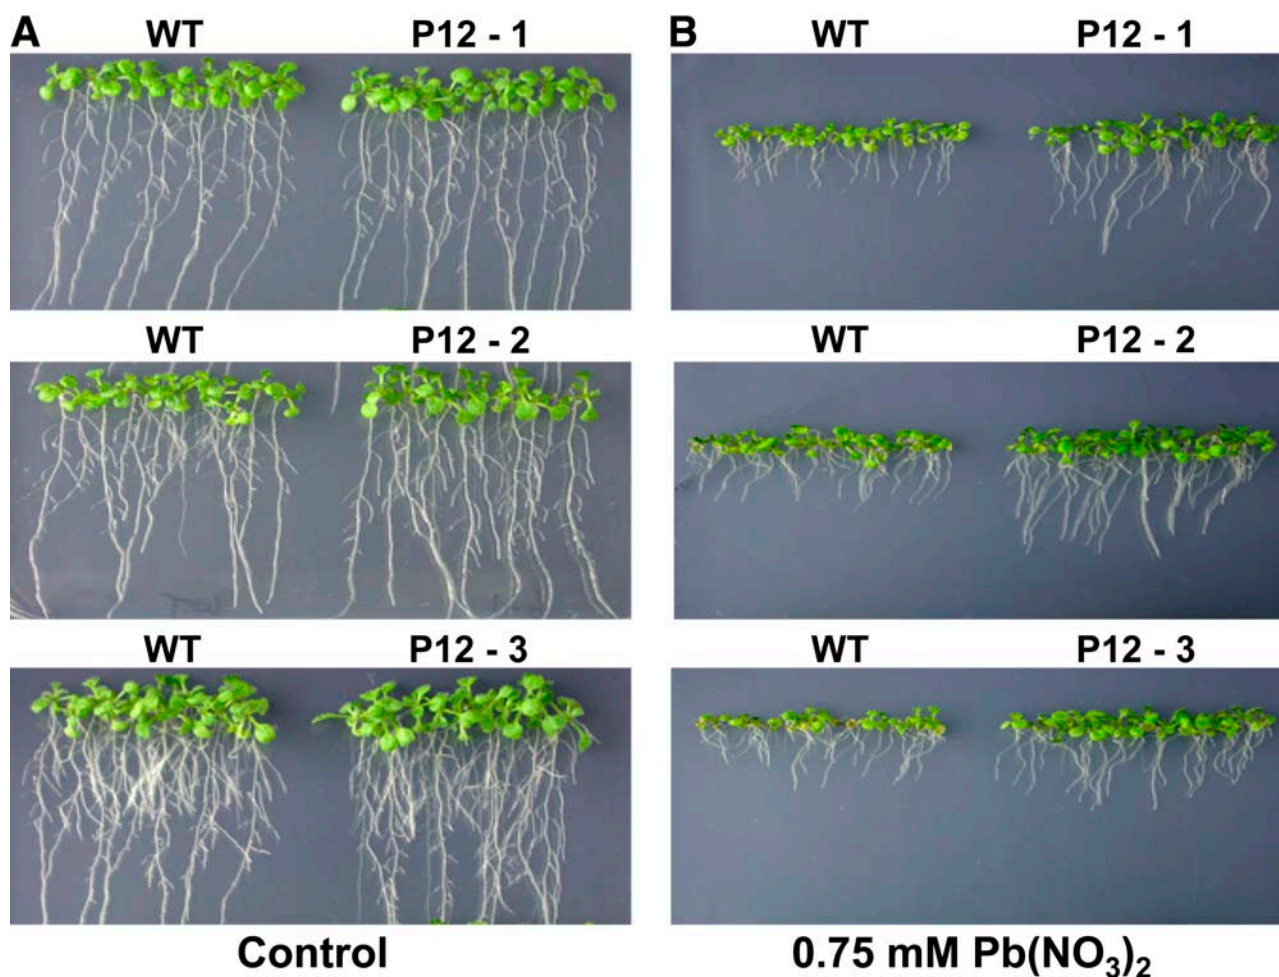 A WT P12 - 1 B WT P12 - 1
WT P12 - 2 WT P12 - 2
WT P12 - 3 WT P12 - 3
Control 0.75 mM Pb(NO₃)₂